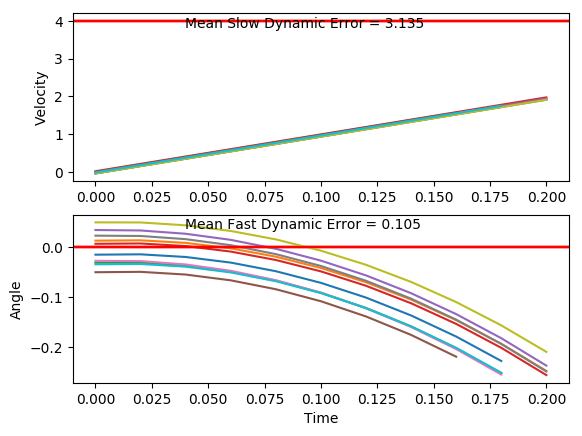 Mean Slow Dynamic Error = 3.135
4
3
2
1
0
Velocity
0.000 0.025 0.050 0.075 0.100 0.125 0.150 0.175 0.200
Mean Fast Dynamic Error = 0.105
0.0
−0.1
−0.2
Angle
0.000 0.025 0.050 0.075 0.100 0.125 0.150 0.175 0.200
Time